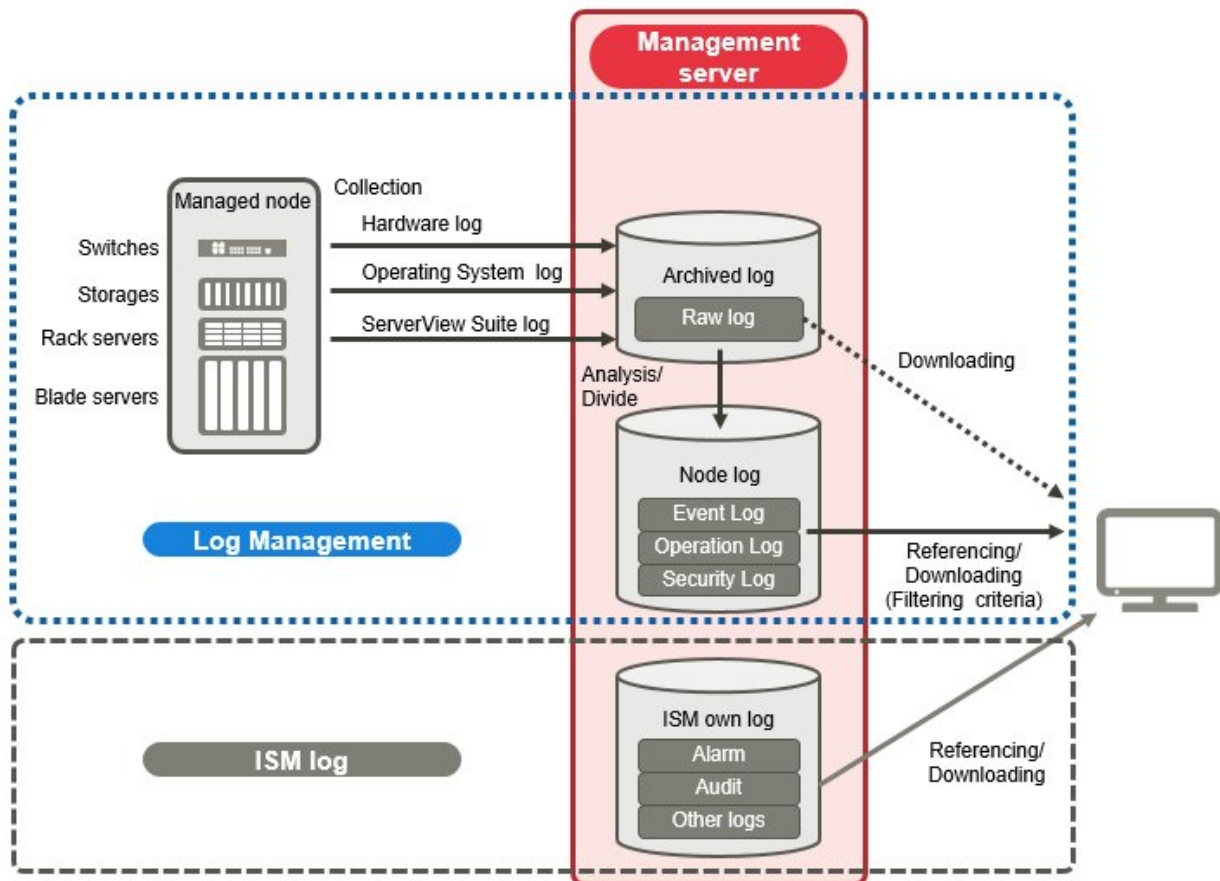 Management
server
Managed node
Switches
Storages
Rack servers
Blade servers
Collection
Hardware log
Operating System log
ServerView Suite log
Archived log
Raw log
Downloading
Analysis/
Divide
Node log
Event Log
Operation Log
Security Log
Referencing/
Downloading
(Filtering criteria)
Log Management
ISM log
ISM own log
Alarm
Audit
Other logs
Referencing/
Downloading